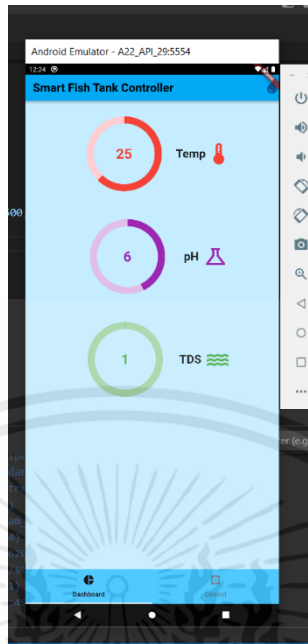 Android Emulator - A22_API_29:5554
12:24
Smart Fish Tank Controller
25
Temp
6
pH
1
TDS
Dashboard
Control